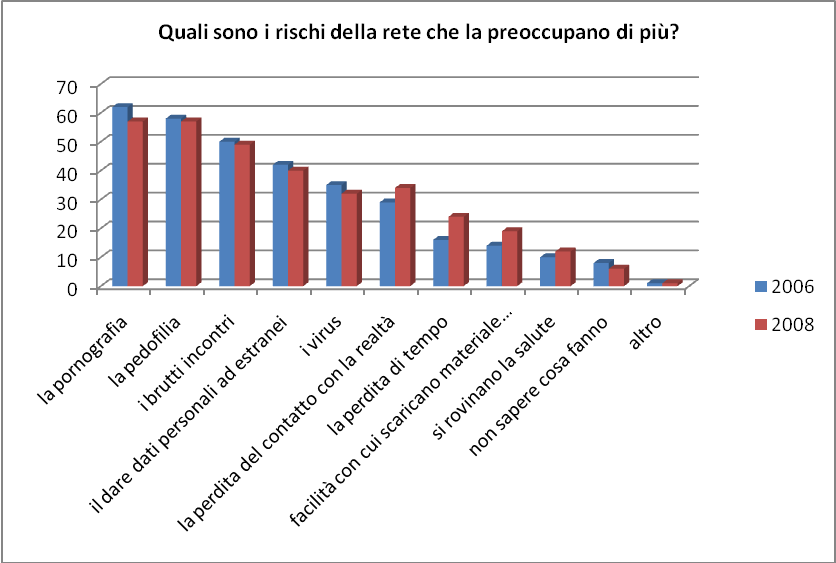 Quali sono i rischi della rete che la preoccupano di più?
70
60
50
40
30
20
10
0
la pornografia
la pedofilia
i brutti incontri
il dare dati personali ad estranei
i virus
la perdita del contatto con la realtà
la perdita di tempo
facilità con cui scaricano materiale...
si rovinano la salute
non sapere cosa fanno
altro
2006
2008